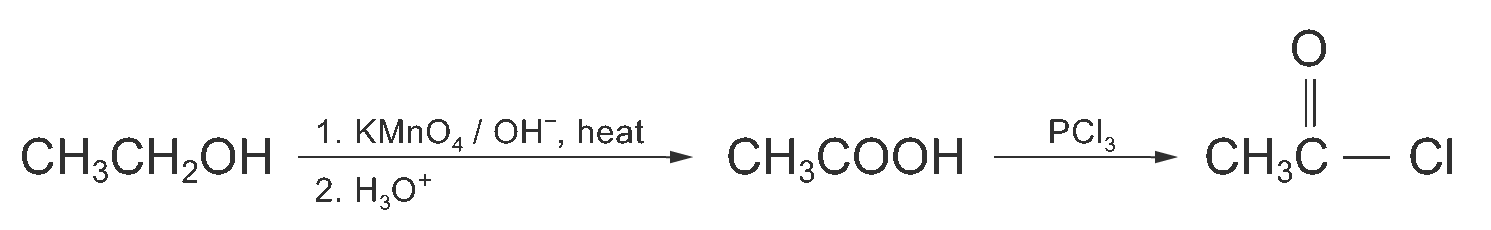 O
CH₃CH₂OH 1. KMnO₄ / OH⁻, heat CH₃COOH PCl₃ CH₃C — Cl
2. H₃O⁺